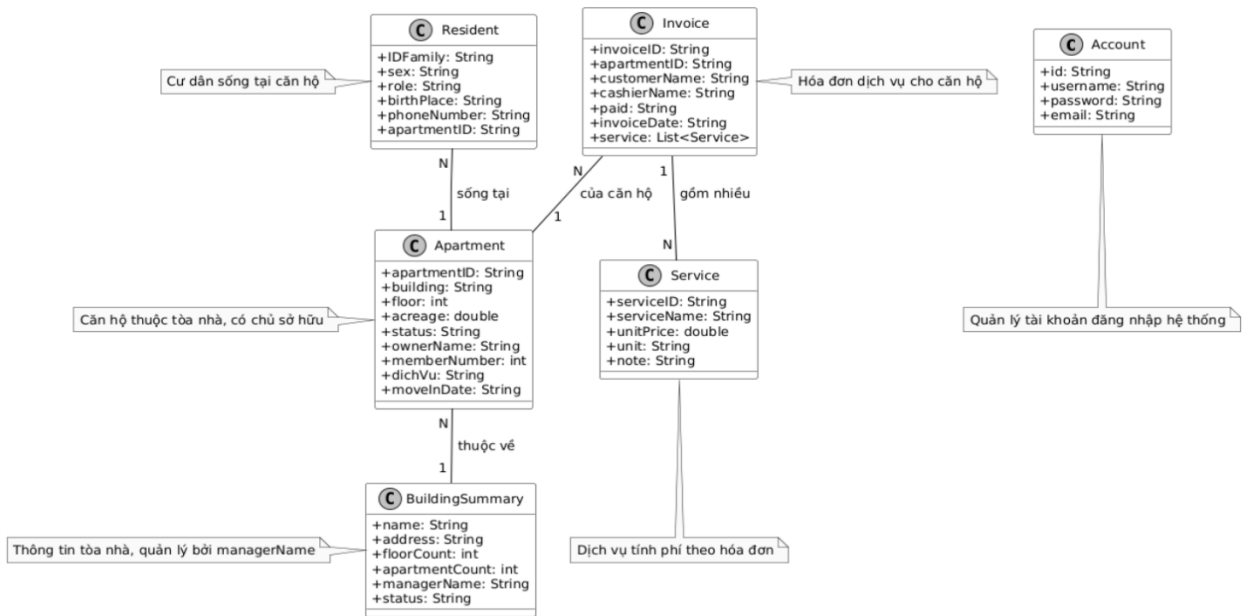 C Resident
+IDFamily: String
+sex: String
+role: String
+birthPlace: String
+phoneNumber: String
+apartmentID: String
Cư dân sống tại căn hộ
C Invoice
+invoiceID: String
+apartmentID: String
+customerName: String
+cashierName: String
+paid: String
+invoiceDate: String
+service: List<Service>
Hóa đơn dịch vụ cho căn hộ
C Account
+id: String
+username: String
+password: String
+email: String
N
sống tại
1
N
của căn hộ
1
1
gồm nhiều
N
C Apartment
+apartmentID: String
+building: String
+floor: int
+acreage: double
+status: String
+ownerName: String
+memberNumber: int
+dichVu: String
+moveInDate: String
Căn hộ thuộc tòa nhà, có chủ sở hữu
C Service
+serviceID: String
+serviceName: String
+unitPrice: double
+unit: String
+note: String
Quản lý tài khoản đăng nhập hệ thống
N
thuộc về
1
C BuildingSummary
+name: String
+address: String
+floorCount: int
+apartmentCount: int
+managerName: String
+status: String
Thông tin tòa nhà, quản lý bởi managerName
Dịch vụ tính phí theo hóa đơn